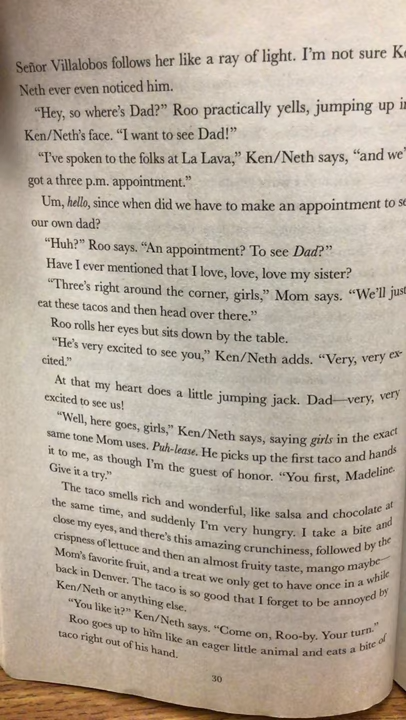 Señor Villalobos follows her like a ray of light. I'm not sure
Neth ever even noticed him.
"Hey, so where's Dad?" Roo practically yells, jumping up
Ken/Neth's face. "I want to see Dad!"
"I've spoken to the folks at La Lava," Ken/Neth says, "and we'
got a three p.m. appointment."
Um, hello, since when did we have to make an appointment to
our own dad?
"Huh?" Roo says. "An appointment? To see Dad?"
Have I ever mentioned that I love, love, love my sister?
"Three's right around the corner, girls," Mom says. "We'll just
eat these tacos and then head over there."
Roo rolls her eyes but sits down by the table.
"He's very excited to see you," Ken/Neth adds. "Very, very ex-
cited."
At that my heart does a little jumping jack. Dad—very, very
excited to see us!
"Well, here goes, girls," Ken/Neth says, saying girls in the exact
same tone Mom uses. Puh-lease. He picks up the first taco and hands
it to me, as though I'm the guest of honor. "You first, Madeline.
Give it a try."
The taco smells rich and wonderful, like salsa and chocolate at
the same time, and suddenly I'm very hungry. I take a bite and
close my eyes, and there's this amazing crunchiness, followed by the
crispness of lettuce and then an almost fruity taste, mango maybe—
Mom's favorite fruit, and a treat we only get to have once in a while
back in Denver. The taco is so good that I forget to be annoyed by
Ken/Neth or anything else.
"You like it?" Ken/Neth says. "Come on, Roo-by. Your turn."
Roo goes up to him like an eager little animal and eats a bite of
taco right out of his hand.
30